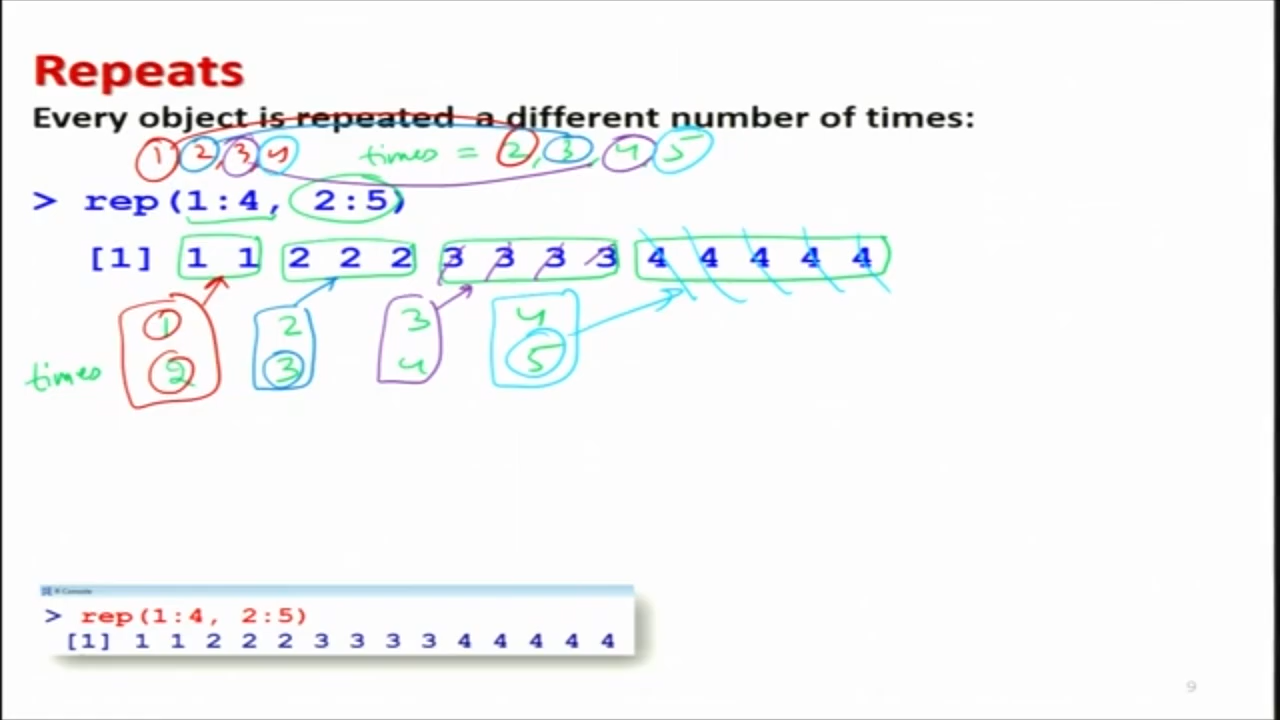 Repeats
Every object is repeated a different number of times:
1 2, 3 4 times = 2, 3, 4 5
> rep(1:4, 2:5)
[1] 1 1 2 2 2 3 3 3 3 4 4 4 4 4
1 2 3 4
times 2 3 4 5
R Console
> rep(1:4, 2:5)
[1] 1 1 2 2 2 3 3 3 3 4 4 4 4 4
9